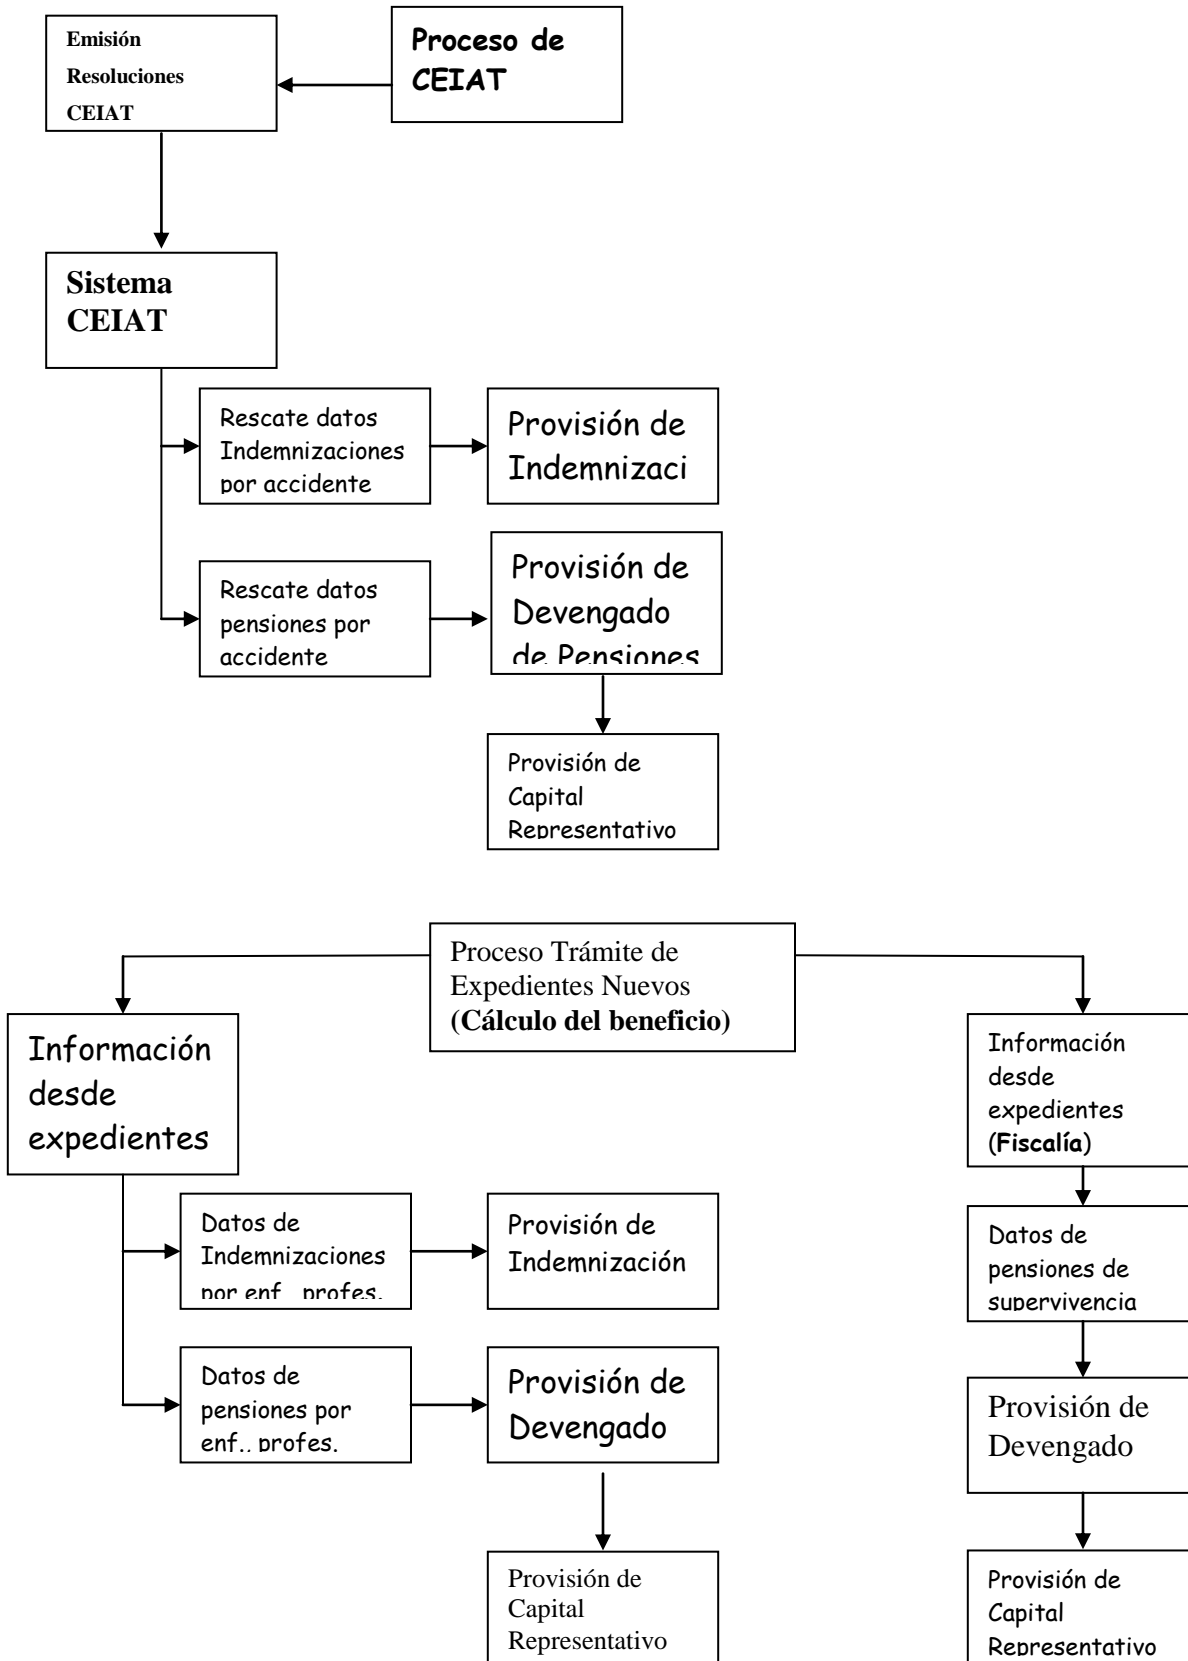 Emisión
Resoluciones
CEIAT
Proceso de
CEIAT
Sistema
CEIAT
Rescate datos
Indemnizaciones
por accidente
Provisión de
Indemnizaci
Rescate datos
pensiones por
accidente
Provisión de
Devengado
de Pensiones
Provisión de
Capital
Representativo
Proceso Trámite de
Expedientes Nuevos
(Cálculo del beneficio)
Información
desde
expedientes
Información
desde
expedientes
(Fiscalía)
Datos de
Indemnizaciones
por enf.. profes.
Provisión de
Indemnización
Datos de
pensiones de
supervivencia
Datos de
pensiones por
enf.. profes.
Provisión de
Devengado
Provisión de
Devengado
Provisión de
Capital
Representativo
Provisión de
Capital
Representativo